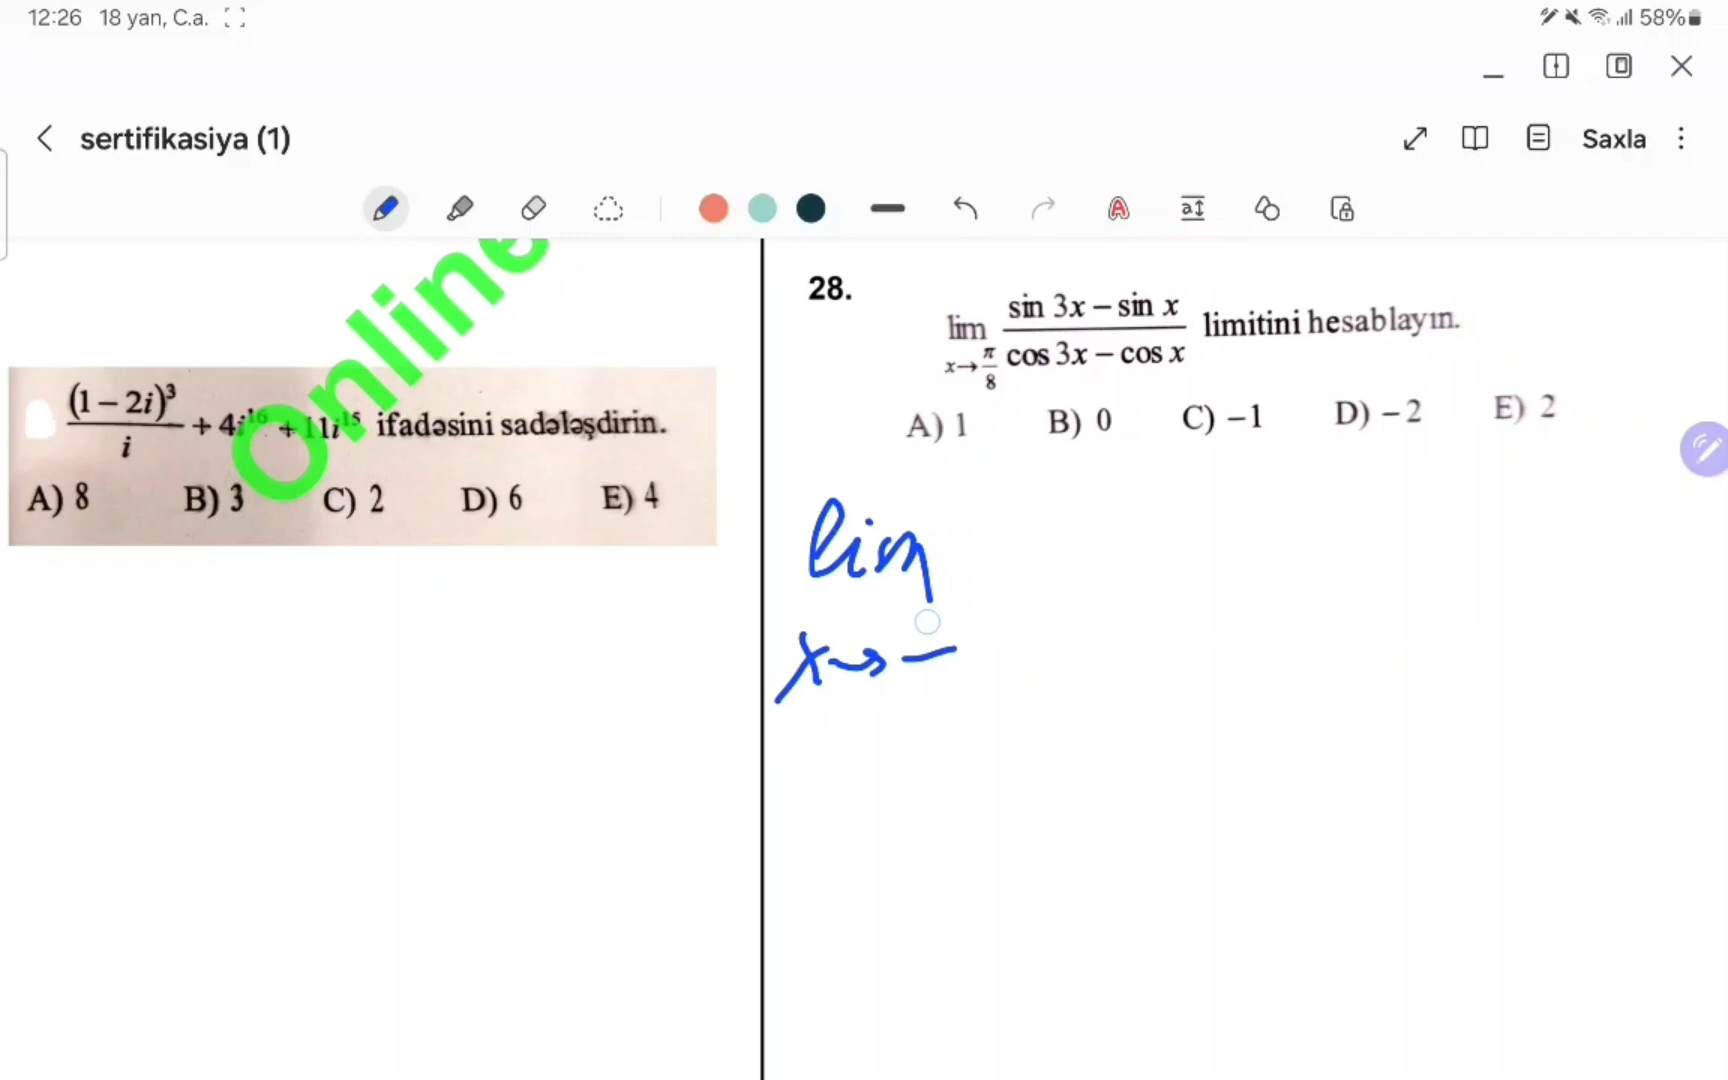 12:26 18 yan, C.a. 58%
sertifikasiya (1) Saxla
Online
(1 − 2i)³/i + 4i¹⁶ + 11i¹⁵ ifadəsini sadələşdirin.
A) 8 B) 3 C) 2 D) 6 E) 4
28.
lim x→π/8 (sin 3x − sin x)/(cos 3x − cos x) limitini hesablayın.
A) 1 B) 0 C) −1 D) −2 E) 2
lim
x→ —